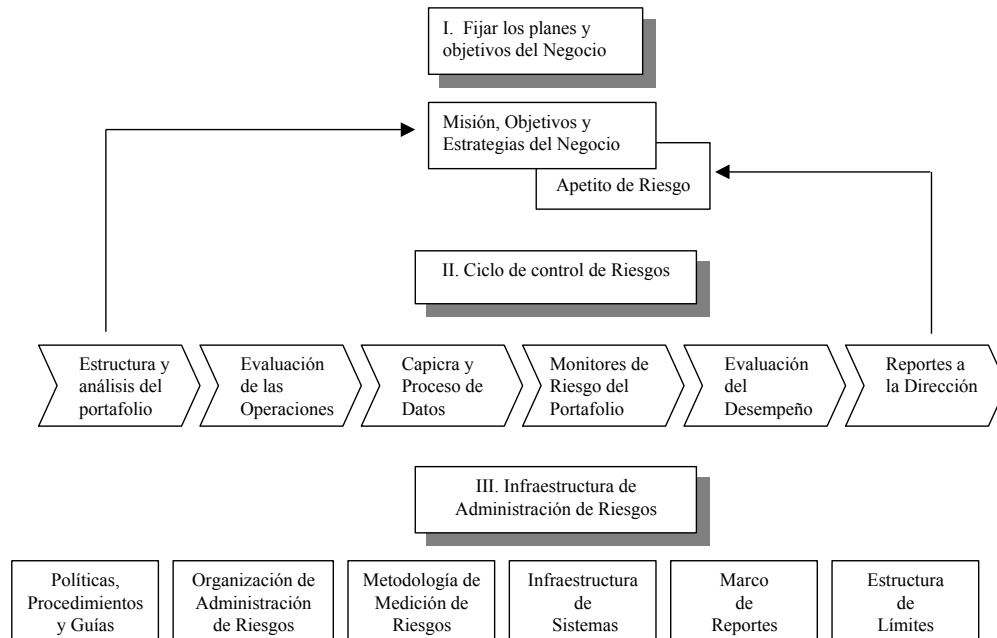 I. Fijar los planes y
objetivos del Negocio
Misión, Objetivos y
Estrategias del Negocio
Apetito de Riesgo
II. Ciclo de control de Riesgos
Estructura y
análisis del
portafolio
Evaluación
de las
Operaciones
Capicra y
Proceso de
Datos
Monitores de
Riesgo del
Portafolio
Evaluación
del
Desempeño
Reportes a
la Dirección
III. Infraestructura de
Administración de Riesgos
Políticas,
Procedimientos
y Guías
Organización de
Administración
de Riesgos
Metodología de
Medición de
Riesgos
Infraestructura
de
Sistemas
Marco
de
Reportes
Estructura
de
Límites